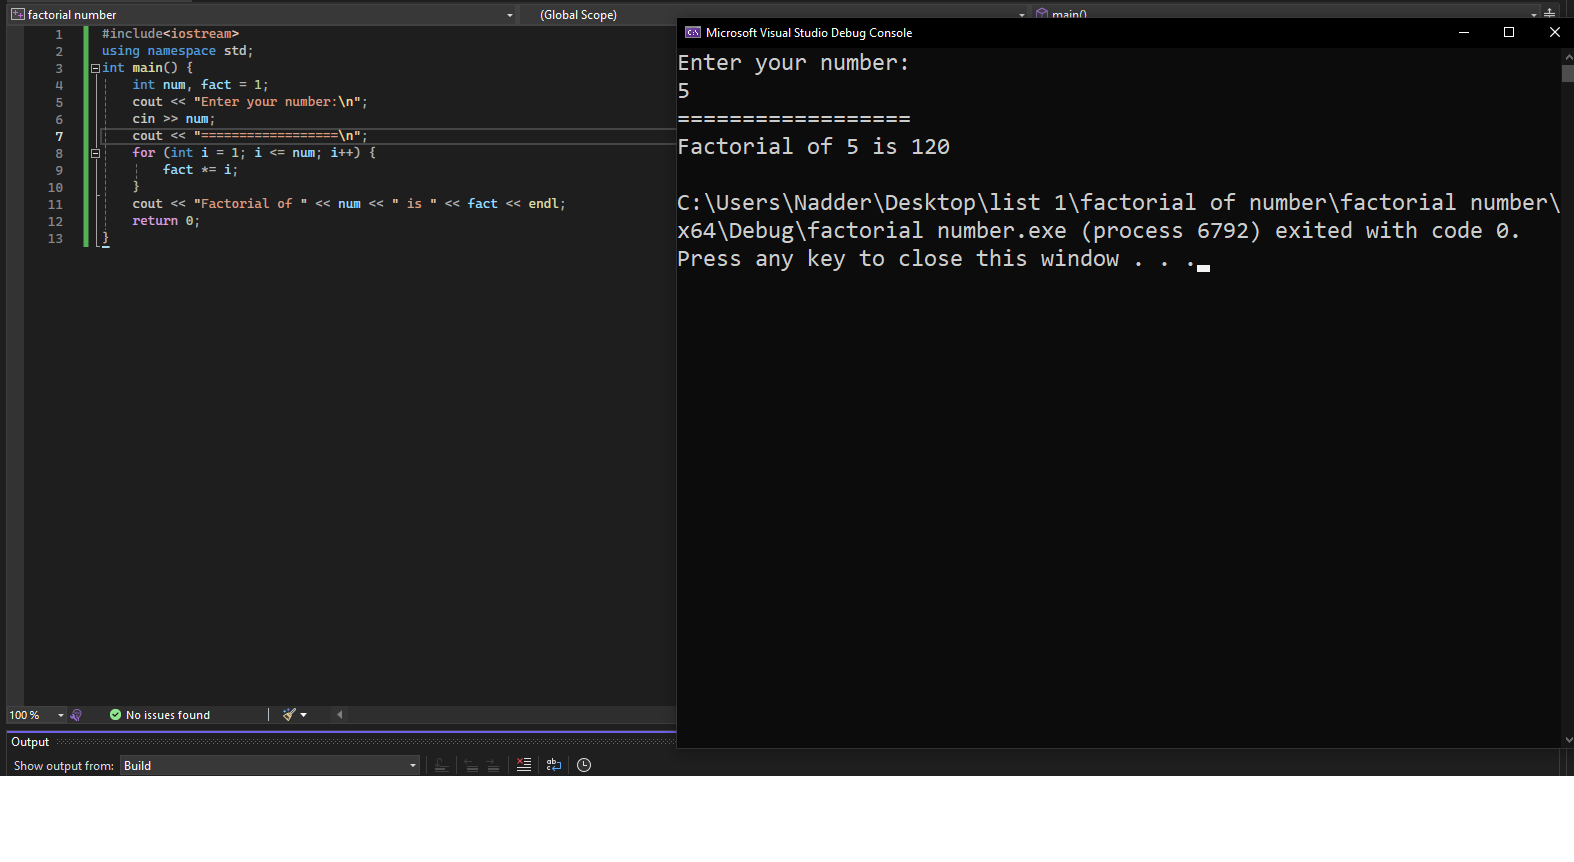 factorial number
(Global Scope)
main()
1 #include<iostream>
2 using namespace std;
3 int main() {
4 int num, fact = 1;
5 cout << "Enter your number:\n";
6 cin >> num;
7 cout << "==================\n";
8 for (int i = 1; i <= num; i++) {
9 fact *= i;
10 }
11 cout << "Factorial of " << num << " is " << fact << endl;
12 return 0;
13 }
Microsoft Visual Studio Debug Console
Enter your number:
5
==================
Factorial of 5 is 120
C:\Users\Nadder\Desktop\list 1\factorial of number\factorial number\
x64\Debug\factorial number.exe (process 6792) exited with code 0.
Press any key to close this window . . .
100 %
No issues found
Output
Show output from: Build